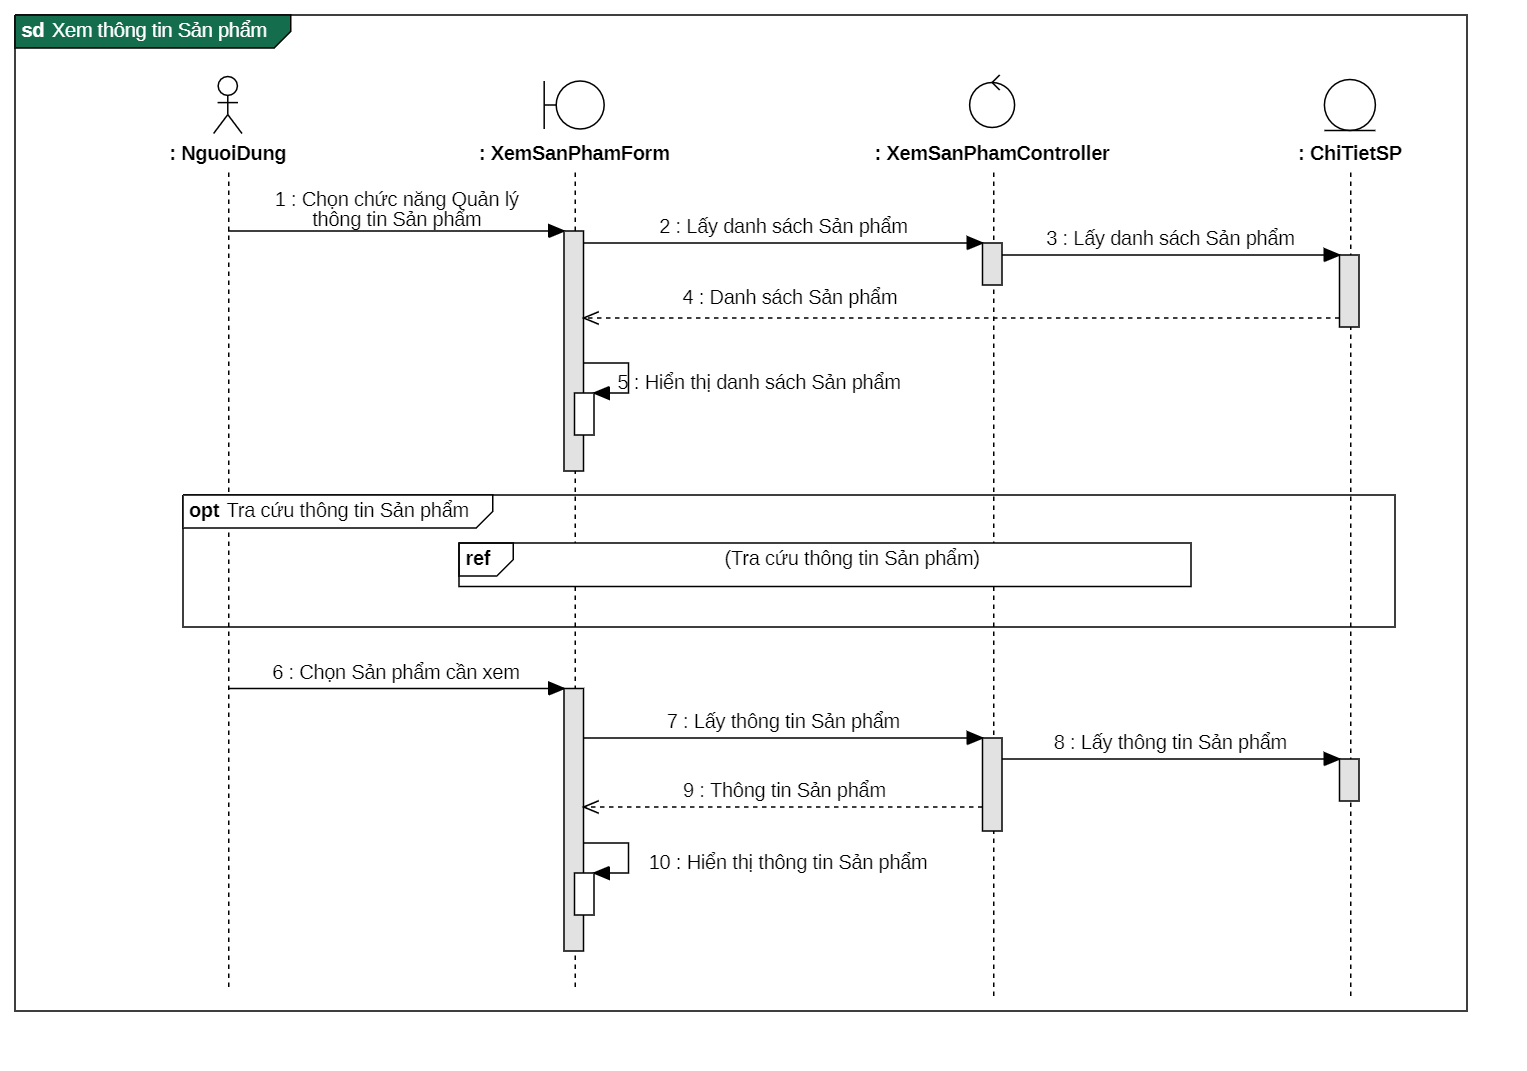 sd Xem thông tin Sản phẩm
: NguoiDung
: XemSanPhamForm
: XemSanPhamController
: ChiTietSP
1 : Chọn chức năng Quản lý
thông tin Sản phẩm
2 : Lấy danh sách Sản phẩm
3 : Lấy danh sách Sản phẩm
4 : Danh sách Sản phẩm
5 : Hiển thị danh sách Sản phẩm
opt Tra cứu thông tin Sản phẩm
ref (Tra cứu thông tin Sản phẩm)
6 : Chọn Sản phẩm cần xem
7 : Lấy thông tin Sản phẩm
8 : Lấy thông tin Sản phẩm
9 : Thông tin Sản phẩm
10 : Hiển thị thông tin Sản phẩm